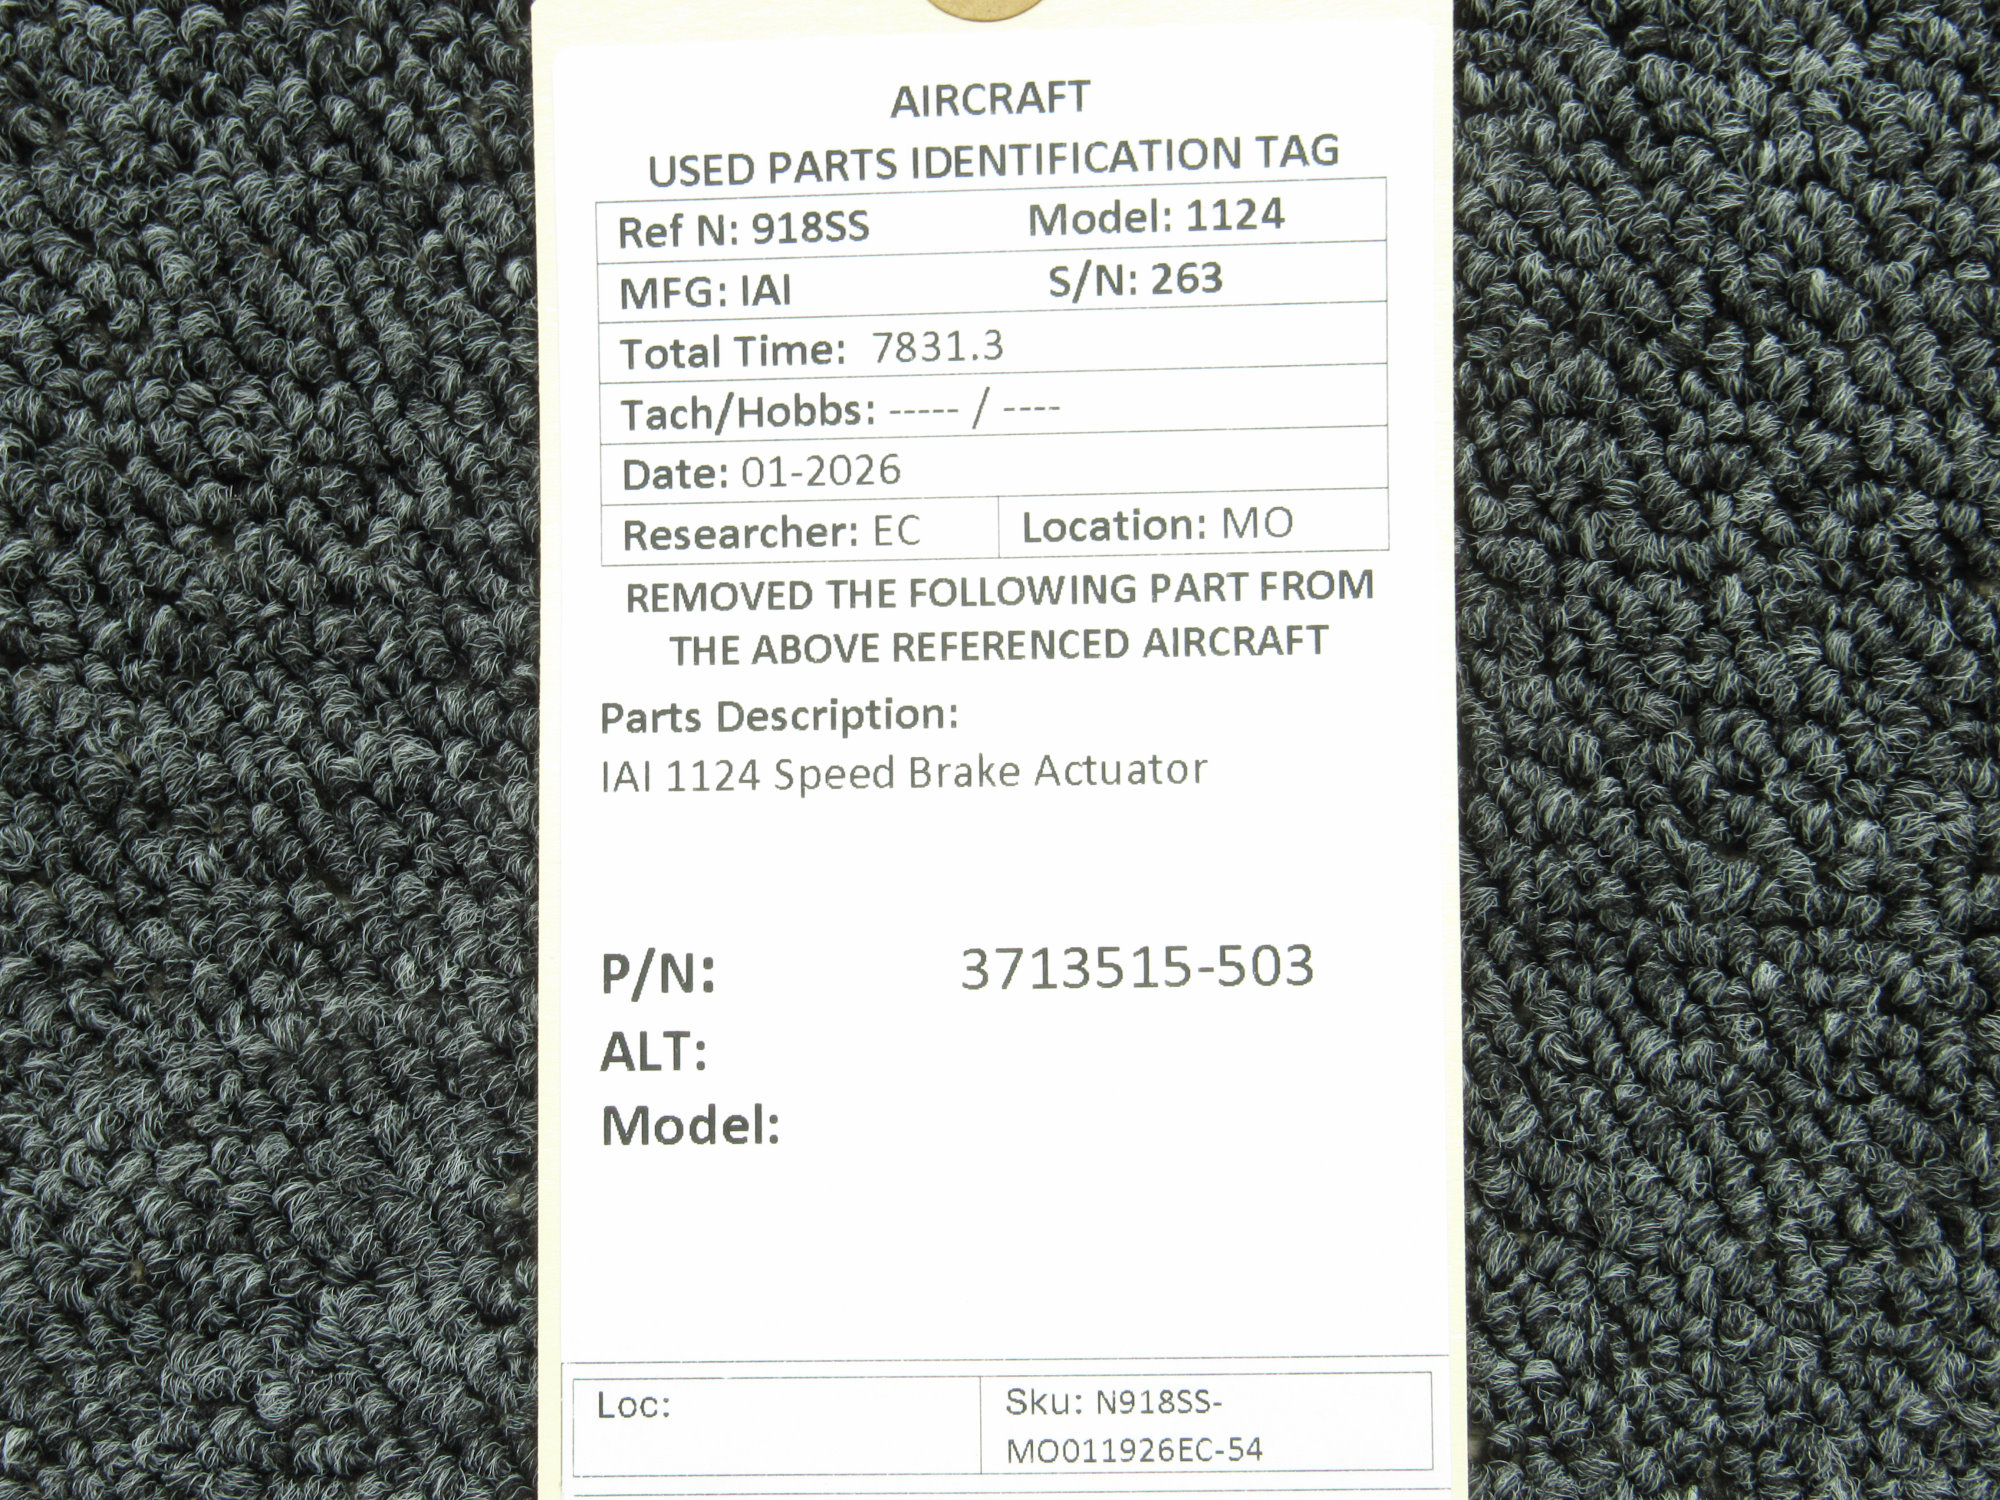 AIRCRAFT
USED PARTS IDENTIFICATION TAG
Ref N: 918SS Model: 1124
MFG: IAI S/N: 263
Total Time: 7831.3
Tach/Hobbs: ----- / ----
Date: 01-2026
Researcher: EC Location: MO
REMOVED THE FOLLOWING PART FROM
THE ABOVE REFERENCED AIRCRAFT
Parts Description:
IAI 1124 Speed Brake Actuator
P/N: 3713515-503
ALT:
Model:
Loc: Sku: N918SS-
MO011926EC-54